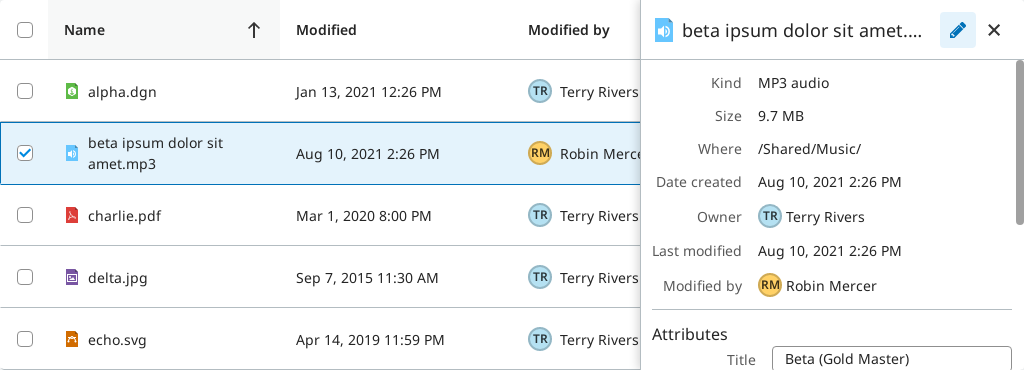 Name Modified Modified by
alpha.dgn Jan 13, 2021 12:26 PM TR Terry Rivers
beta ipsum dolor sit
amet.mp3 Aug 10, 2021 2:26 PM RM Robin Merce
charlie.pdf Mar 1, 2020 8:00 PM TR Terry Rivers
delta.jpg Sep 7, 2015 11:30 AM TR Terry Rivers
echo.svg Apr 14, 2019 11:59 PM TR Terry Rivers
beta ipsum dolor sit amet....
Kind MP3 audio
Size 9.7 MB
Where /Shared/Music/
Date created Aug 10, 2021 2:26 PM
Owner TR Terry Rivers
Last modified Aug 10, 2021 2:26 PM
Modified by RM Robin Mercer
Attributes
Title Beta (Gold Master)